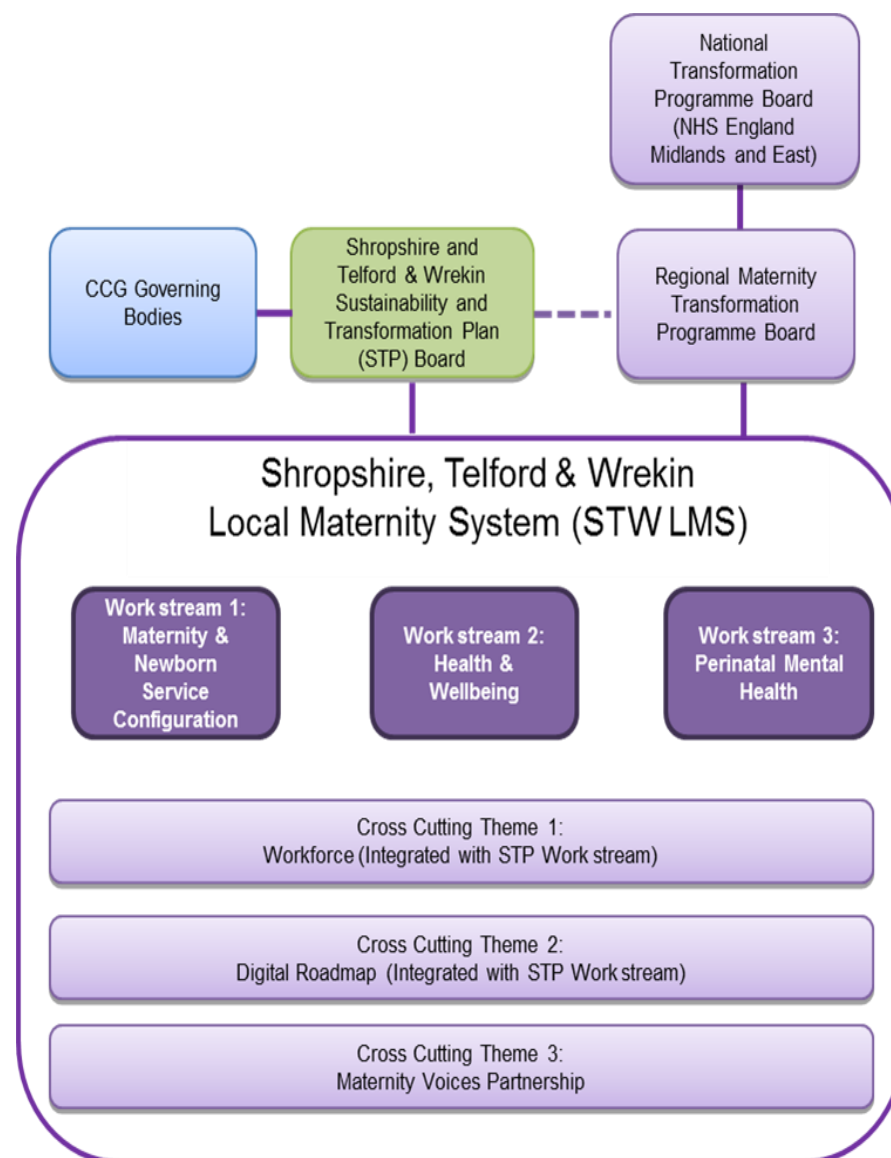 National
Transformation
Programme Board
(NHS England
Midlands and East)
CCG Governing
Bodies
Shropshire and
Telford & Wrekin
Sustainability and
Transformation Plan
(STP) Board
Regional Maternity
Transformation
Programme Board
Shropshire, Telford & Wrekin
Local Maternity System (STW LMS)
Work stream 1:
Maternity &
Newborn
Service
Configuration
Work stream 2:
Health &
Wellbeing
Work stream 3:
Perinatal Mental
Health
Cross Cutting Theme 1:
Workforce (Integrated with STP Work stream)
Cross Cutting Theme 2:
Digital Roadmap (Integrated with STP Work stream)
Cross Cutting Theme 3:
Maternity Voices Partnership